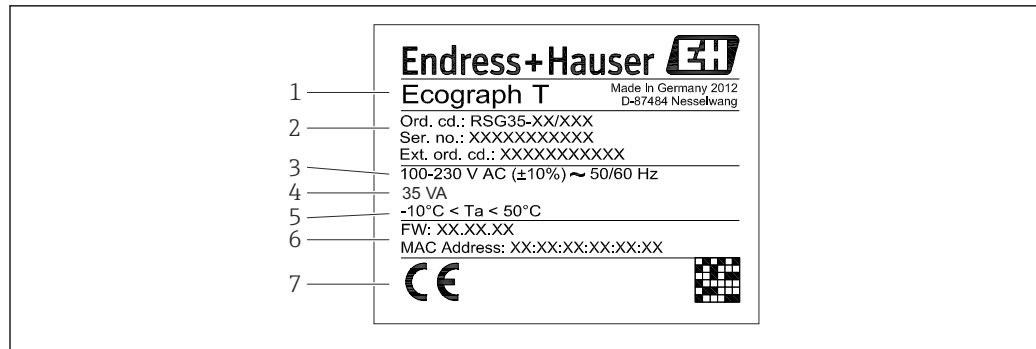 Endress+Hauser EH
1 Ecograph T
Made In Germany 2012
D-87484 Nesselwang
2 Ord. cd.: RSG35-XX/XXX
Ser. no.: XXXXXXXXXXX
Ext. ord. cd.: XXXXXXXXXXX
3 100-230 V AC (±10%) ~ 50/60 Hz
4 35 VA
5 -10°C < Ta < 50°C
6 FW: XX.XX.XX
MAC Address: XX:XX:XX:XX:XX:XX
7 CE